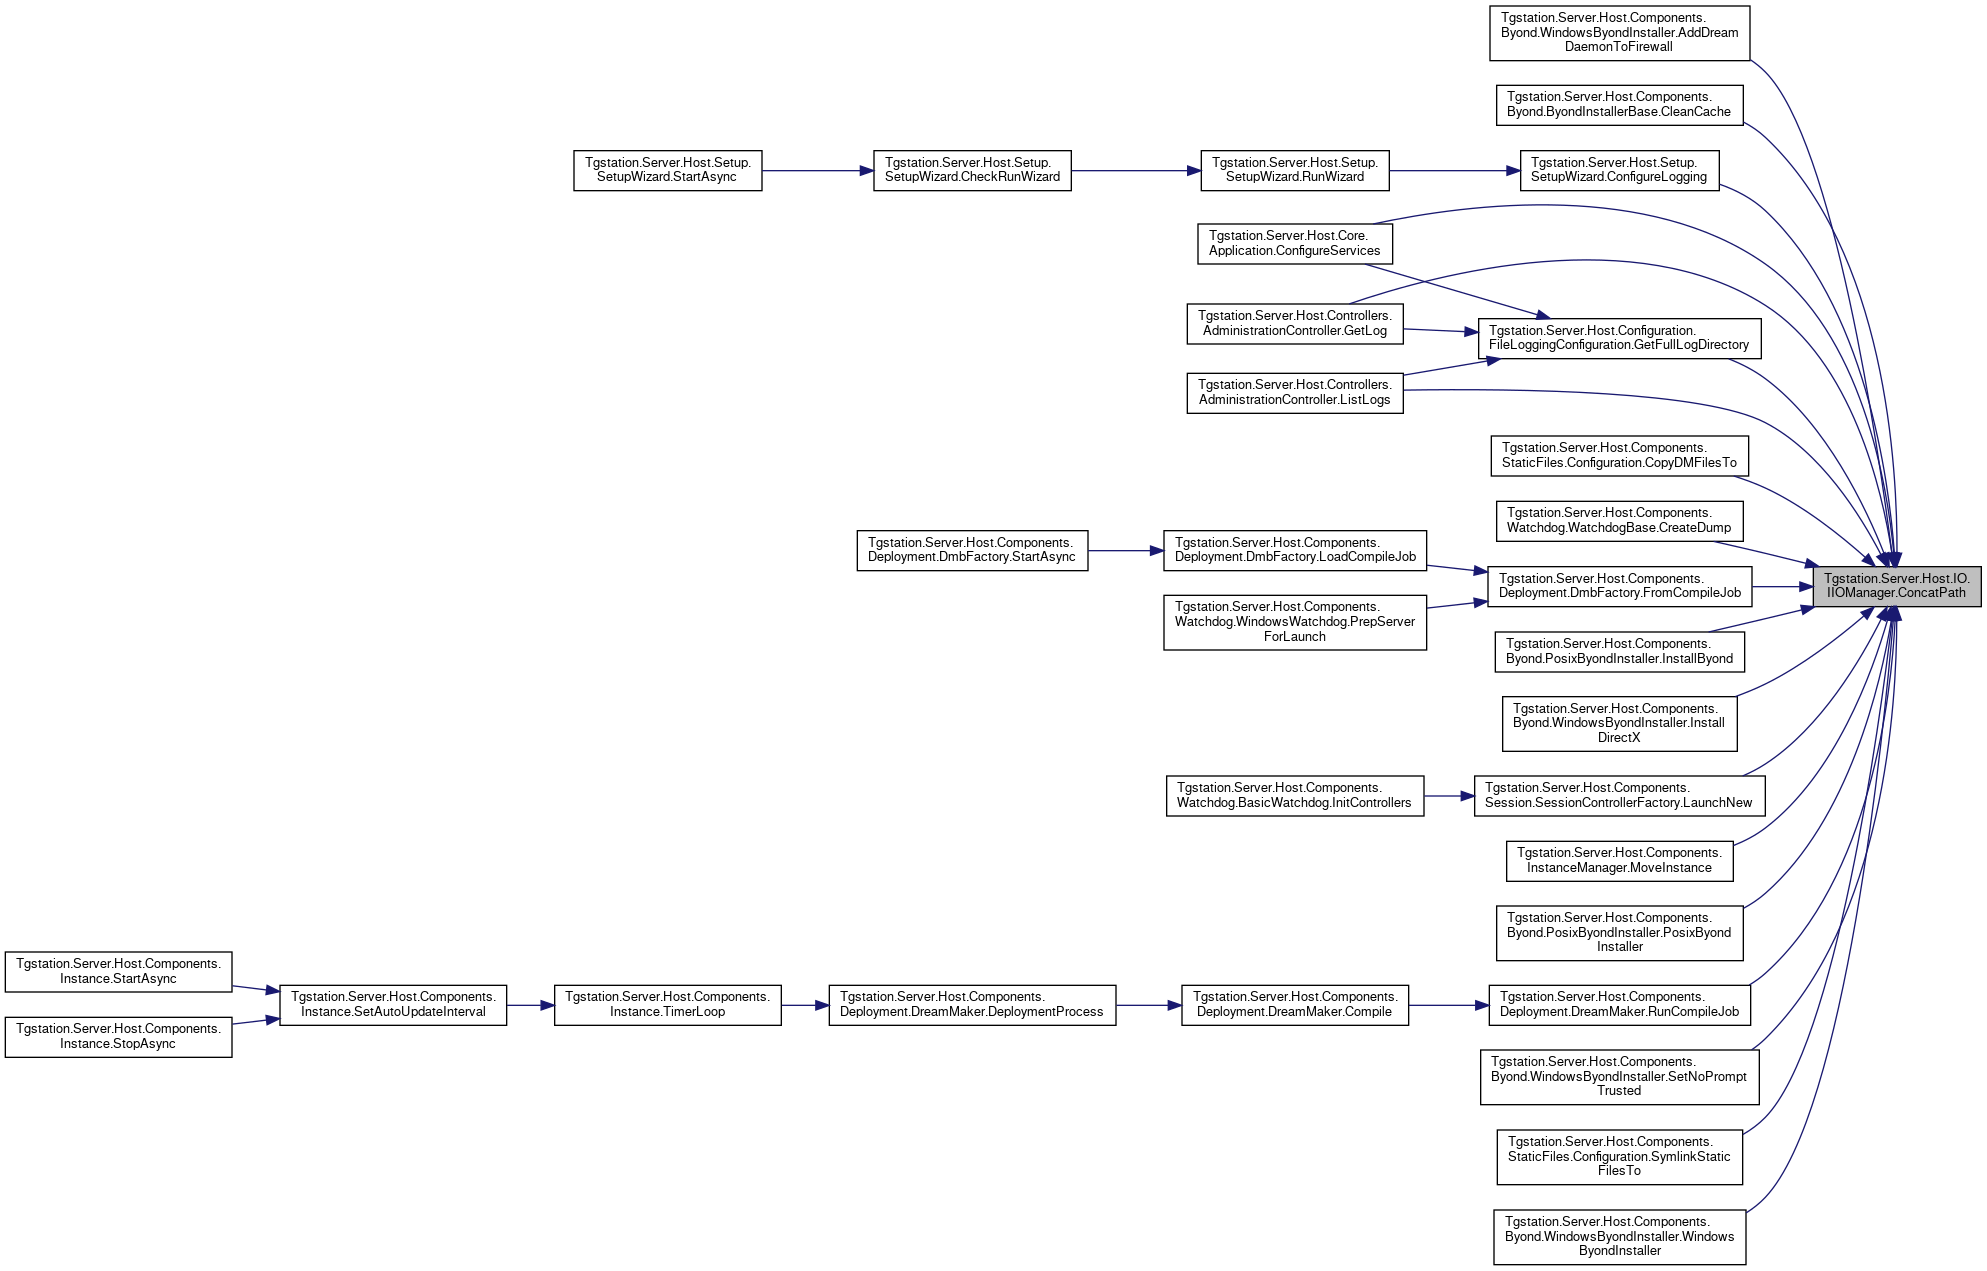 Tgstation.Server.Host.Components.
Byond.WindowsByondInstaller.AddDream
DaemonToFirewall
Tgstation.Server.Host.Components.
Byond.ByondInstallerBase.CleanCache
Tgstation.Server.Host.Setup.
SetupWizard.StartAsync
Tgstation.Server.Host.Setup.
SetupWizard.CheckRunWizard
Tgstation.Server.Host.Setup.
SetupWizard.RunWizard
Tgstation.Server.Host.Setup.
SetupWizard.ConfigureLogging
Tgstation.Server.Host.Core.
Application.ConfigureServices
Tgstation.Server.Host.Controllers.
AdministrationController.GetLog
Tgstation.Server.Host.Configuration.
FileLoggingConfiguration.GetFullLogDirectory
Tgstation.Server.Host.Controllers.
AdministrationController.ListLogs
Tgstation.Server.Host.Components.
StaticFiles.Configuration.CopyDMFilesTo
Tgstation.Server.Host.Components.
Watchdog.WatchdogBase.CreateDump
Tgstation.Server.Host.Components.
Deployment.DmbFactory.StartAsync
Tgstation.Server.Host.Components.
Deployment.DmbFactory.LoadCompileJob
Tgstation.Server.Host.Components.
Deployment.DmbFactory.FromCompileJob
Tgstation.Server.Host.IO.
IIOManager.ConcatPath
Tgstation.Server.Host.Components.
Watchdog.WindowsWatchdog.PrepServer
ForLaunch
Tgstation.Server.Host.Components.
Byond.PosixByondInstaller.InstallByond
Tgstation.Server.Host.Components.
Byond.WindowsByondInstaller.Install
DirectX
Tgstation.Server.Host.Components.
Watchdog.BasicWatchdog.InitControllers
Tgstation.Server.Host.Components.
Session.SessionControllerFactory.LaunchNew
Tgstation.Server.Host.Components.
InstanceManager.MoveInstance
Tgstation.Server.Host.Components.
Byond.PosixByondInstaller.PosixByond
Installer
Tgstation.Server.Host.Components.
Instance.StartAsync
Tgstation.Server.Host.Components.
Instance.StopAsync
Tgstation.Server.Host.Components.
Instance.SetAutoUpdateInterval
Tgstation.Server.Host.Components.
Instance.TimerLoop
Tgstation.Server.Host.Components.
Deployment.DreamMaker.DeploymentProcess
Tgstation.Server.Host.Components.
Deployment.DreamMaker.Compile
Tgstation.Server.Host.Components.
Deployment.DreamMaker.RunCompileJob
Tgstation.Server.Host.Components.
Byond.WindowsByondInstaller.SetNoPrompt
Trusted
Tgstation.Server.Host.Components.
StaticFiles.Configuration.SymlinkStatic
FilesTo
Tgstation.Server.Host.Components.
Byond.WindowsByondInstaller.Windows
ByondInstaller